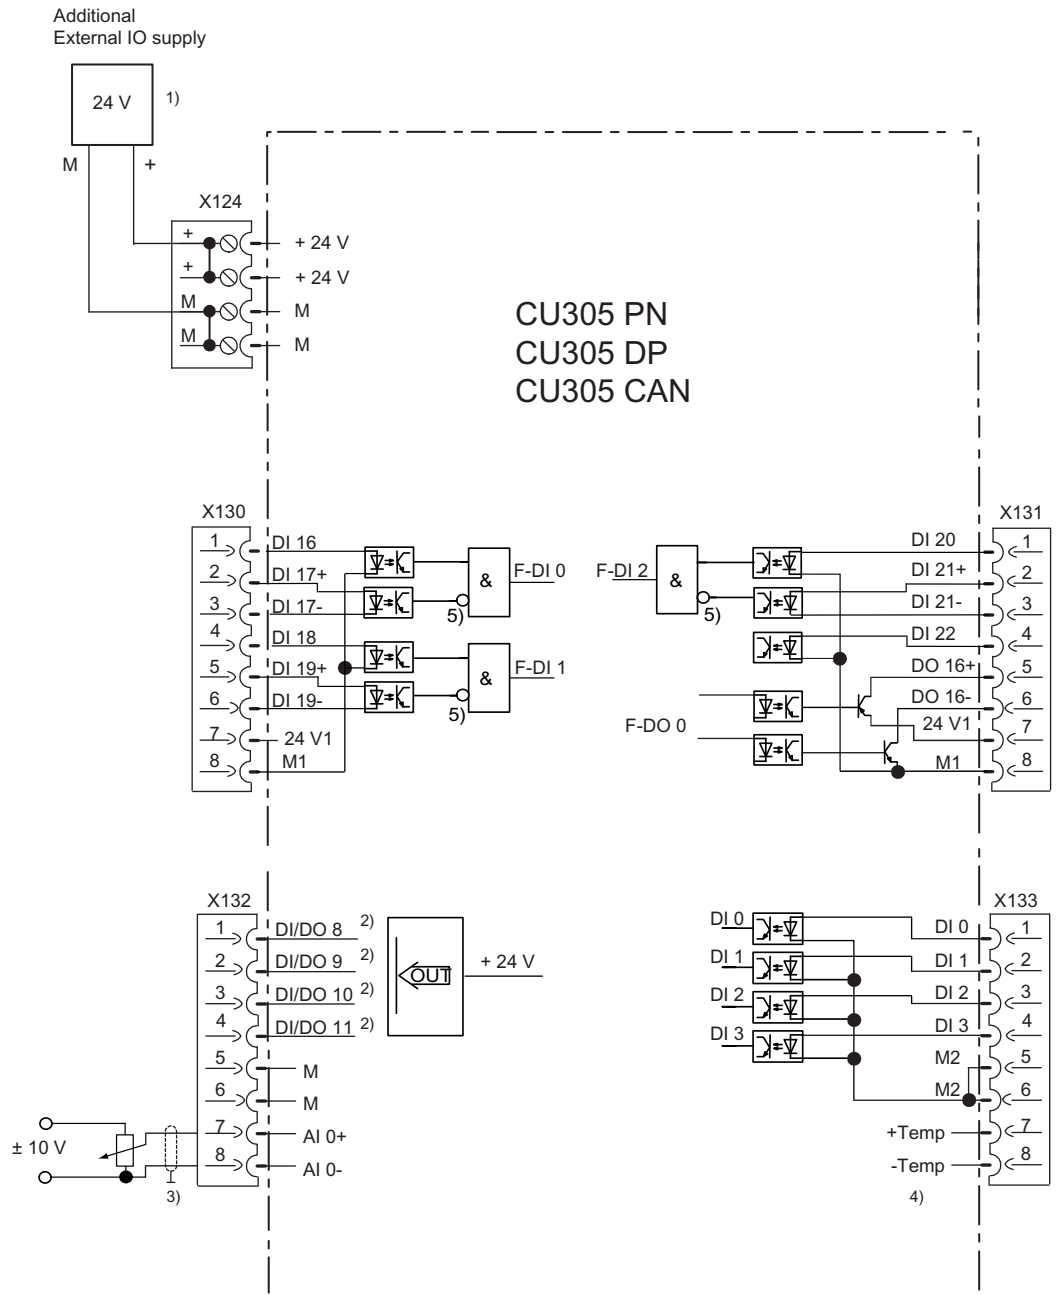 Additional
External IO supply
24 V
1)
M
+
X124
+
+ 24 V
+
+ 24 V
M
M
M
M
CU305 PN
CU305 DP
CU305 CAN
X130
1
DI 16
2
DI 17+
3
DI 17-
4
DI 18
5
DI 19+
6
DI 19-
7
24 V1
8
M1
&
F-DI 0
5)
&
F-DI 1
5)
X131
F-DI 2
&
5)
DI 20
1
DI 21+
2
DI 21-
3
DI 22
4
DO 16+
5
DO 16-
6
F-DO 0
24 V1
7
M1
8
X132
1
DI/DO 8
2)
2
DI/DO 9
2)
3
DI/DO 10
2)
4
DI/DO 11
2)
5
M
6
M
7
AI 0+
8
AI 0-
OUT
+ 24 V
± 10 V
3)
X133
DI 0
DI 0
1
DI 1
DI 1
2
DI 2
DI 2
3
DI 3
DI 3
4
M2
5
M2
6
+Temp
7
-Temp
8
4)